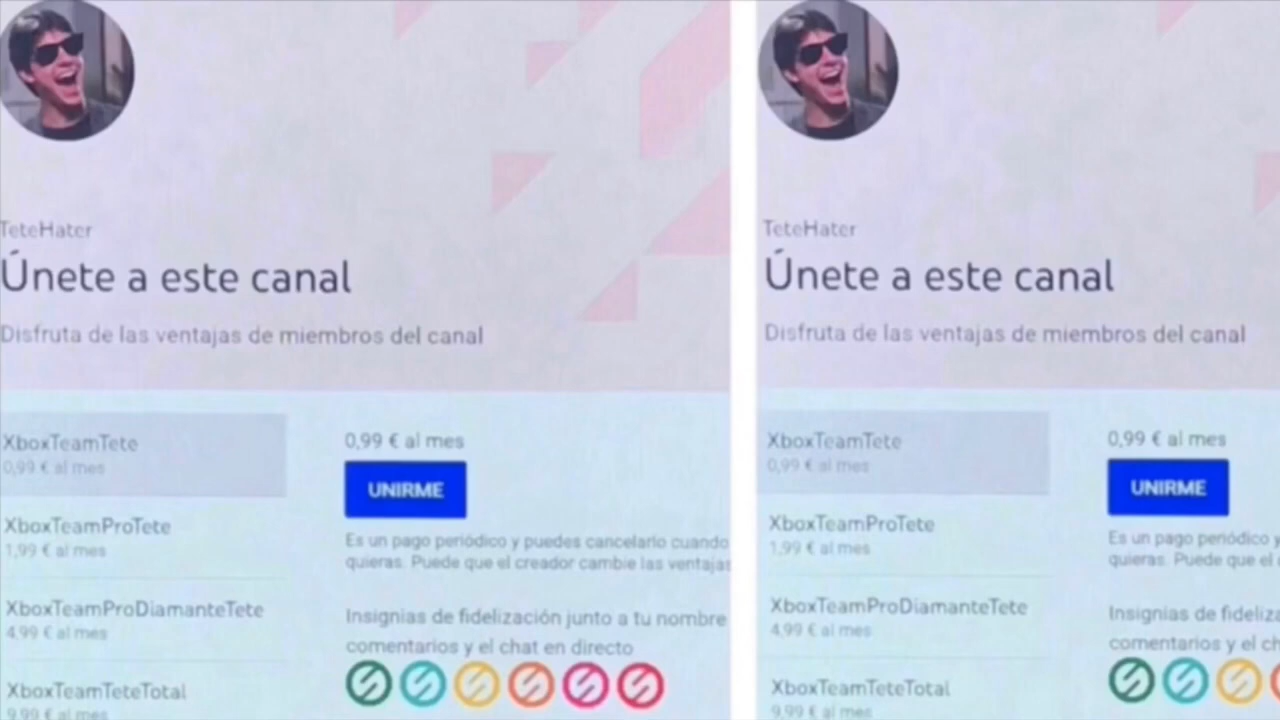 TeteHater
Únete a este canal
Disfruta de las ventajas de miembros del canal
XboxTeamTete
0,99 € al mes
XboxTeamProTete
1,99 € al mes
XboxTeamProDiamanteTete
4,99 € al mes
XboxTeamTeteTotal
9,99 € al mes
0,99 € al mes
UNIRME
Es un pago periódico y puedes cancelarlo cuando
quieras. Puede que el creador cambie las ventajas
Insignias de fidelización junto a tu nombre
comentarios y el chat en directo
TeteHater
Únete a este canal
Disfruta de las ventajas de miembros del canal
XboxTeamTete
0,99 € al mes
XboxTeamProTete
1,99 € al mes
XboxTeamProDiamanteTete
4,99 € al mes
XboxTeamTeteTotal
9,99 € al mes
0,99 € al mes
UNIRME
Es un pago periódico y
quieras. Puede que el
Insignias de
comentarios y el